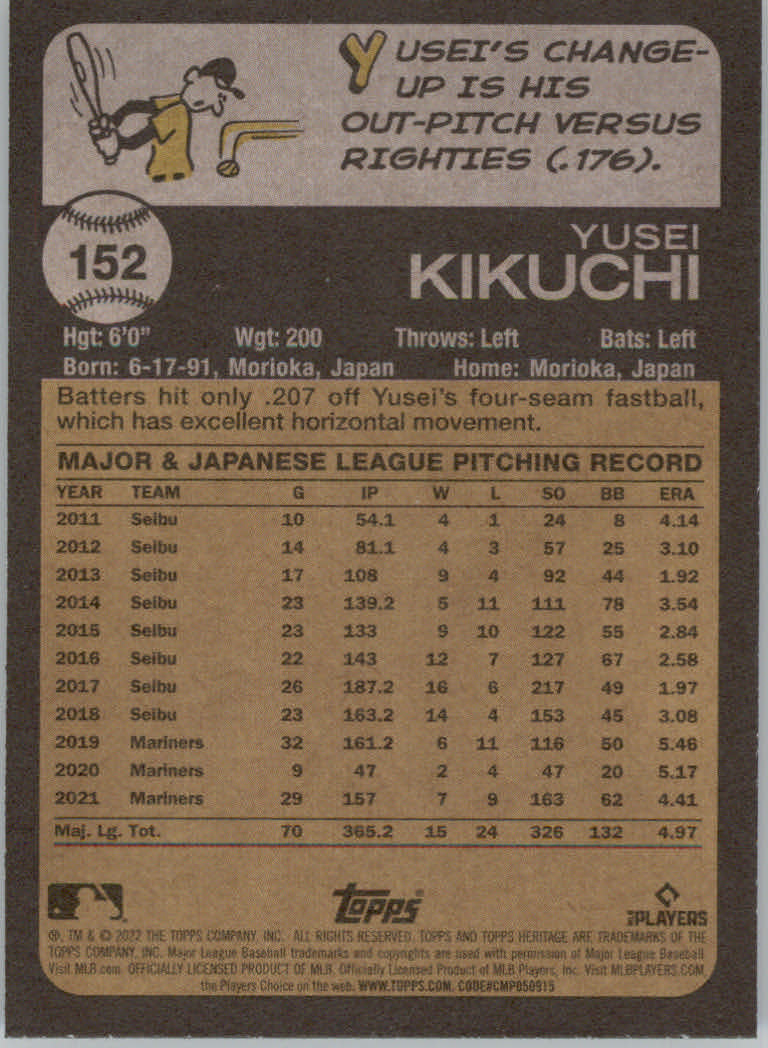 YUSEI'S CHANGE-
UP IS HIS
OUT-PITCH VERSUS
RIGHTIES (.176).
152
YUSEI
KIKUCHI
Hgt: 6'0" Wgt: 200 Throws: Left Bats: Left
Born: 6-17-91, Morioka, Japan Home: Morioka, Japan
Batters hit only .207 off Yusei's four-seam fastball,
which has excellent horizontal movement.
MAJOR & JAPANESE LEAGUE PITCHING RECORD
YEAR TEAM G IP W L SO BB ERA
2011 Seibu 10 54.1 4 1 24 8 4.14
2012 Seibu 14 81.1 4 3 57 25 3.10
2013 Seibu 17 108 9 4 92 44 1.92
2014 Seibu 23 139.2 5 11 111 78 3.54
2015 Seibu 23 133 9 10 122 55 2.84
2016 Seibu 22 143 12 7 127 67 2.58
2017 Seibu 26 187.2 16 6 217 49 1.97
2018 Seibu 23 163.2 14 4 153 45 3.08
2019 Mariners 32 161.2 6 11 116 50 5.46
2020 Mariners 9 47 2 4 47 20 5.17
2021 Mariners 29 157 7 9 163 62 4.41
Maj. Lg. Tot. 70 365.2 15 24 326 132 4.97
topps® PLAYERS
®, TM & © 2022 THE TOPPS COMPANY, INC. ALL RIGHTS RESERVED. TOPPS AND TOPPS HERITAGE ARE TRADEMARKS OF THE
TOPPS COMPANY, INC. Major League Baseball trademarks and copyrights are used with permission of Major League Baseball
Visit MLB.com. OFFICIALLY LICENSED PRODUCT OF MLB. Officially Licensed Product of MLB Players, Inc. Visit MLBPLAYERS.COM,
the Players Choice on the web. WWW.TOPPS.COM. CODE#CMP050915